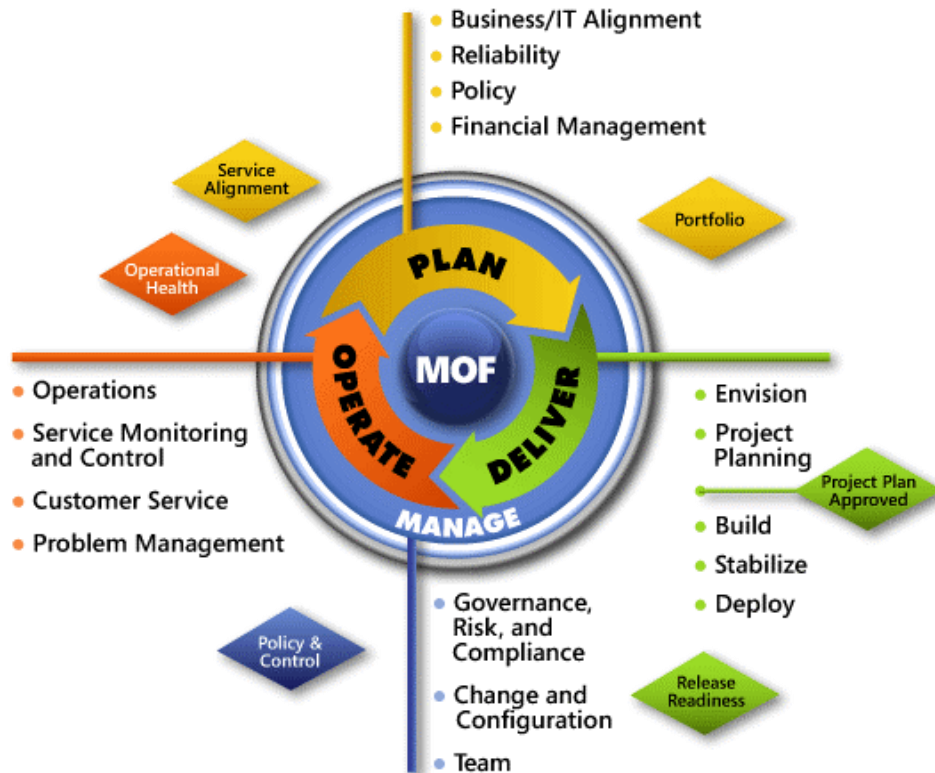 Business/IT Alignment
Reliability
Policy
Financial Management
Service
Alignment
Portfolio
Operational
Health
PLAN
MOF
OPERATE
DELIVER
MANAGE
Operations
Service Monitoring
and Control
Customer Service
Problem Management
Envision
Project
Planning
Project Plan
Approved
Build
Stabilize
Deploy
Policy &
Control
Governance,
Risk, and
Compliance
Change and
Configuration
Team
Release
Readiness